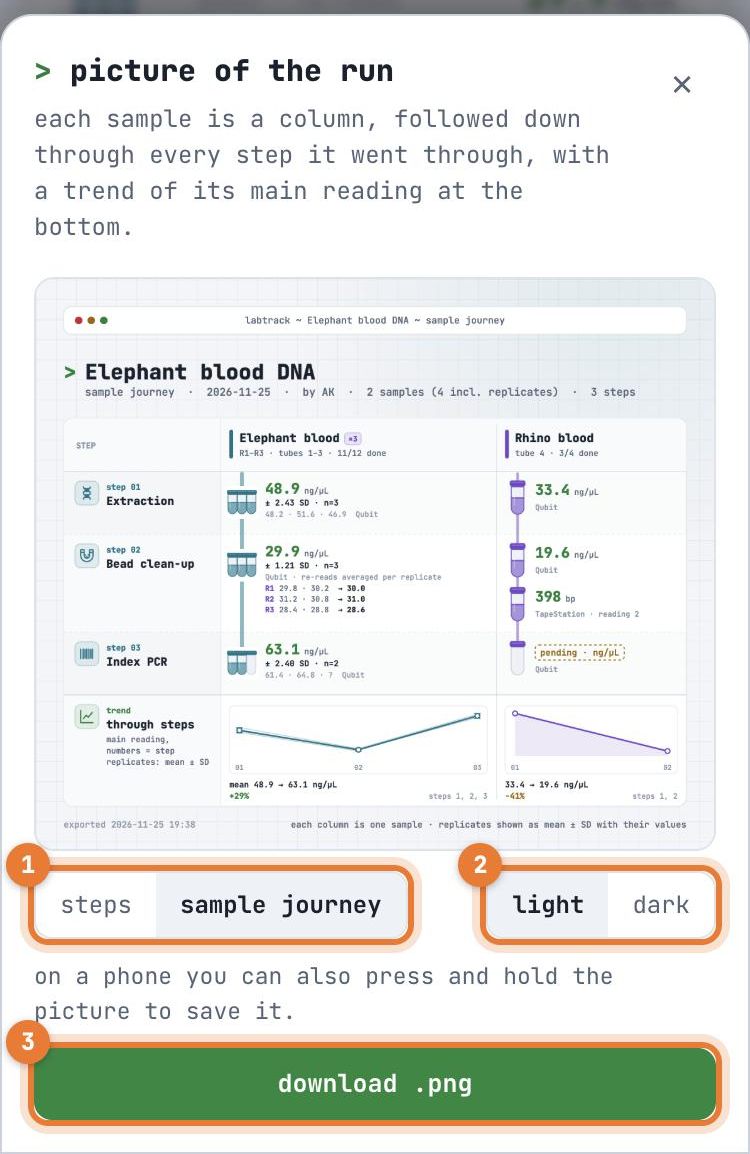 > picture of the run
×
each sample is a column, followed down
through every step it went through, with
a trend of its main reading at the
bottom.
labtrack ~ Elephant blood DNA ~ sample journey
> Elephant blood DNA
sample journey · 2026-11-25 · by AK · 2 samples (4 incl. replicates) · 3 steps
STEP
Elephant blood ×3
R1–R3 · tubes 1–3 · 11/12 done
Rhino blood
tube 4 · 3/4 done
step 01
Extraction
48.9 ng/µL
± 2.43 SD · n=3
48.2 · 51.6 · 46.9 Qubit
33.4 ng/µL
Qubit
step 02
Bead clean-up
29.9 ng/µL
± 1.21 SD · n=3
Qubit · re-reads averaged per replicate
R1 29.8 · 30.2 → 30.0
R2 31.2 · 30.8 → 31.0
R3 28.4 · 28.8 → 28.6
19.6 ng/µL
Qubit
398 bp
TapeStation · reading 2
step 03
Index PCR
63.1 ng/µL
± 2.40 SD · n=2
61.4 · 64.8 · ? Qubit
pending · ng/µL
Qubit
trend
through steps
main reading,
numbers = step
replicates: mean ± SD
01 02 03
mean 48.9 → 63.1 ng/µL
+29% steps 1, 2, 3
01 02
33.4 → 19.6 ng/µL
-41% steps 1, 2
exported 2026-11-25 19:38
each column is one sample · replicates shown as mean ± SD with their values
1
steps sample journey
2
light dark
on a phone you can also press and hold the
picture to save it.
3
download .png